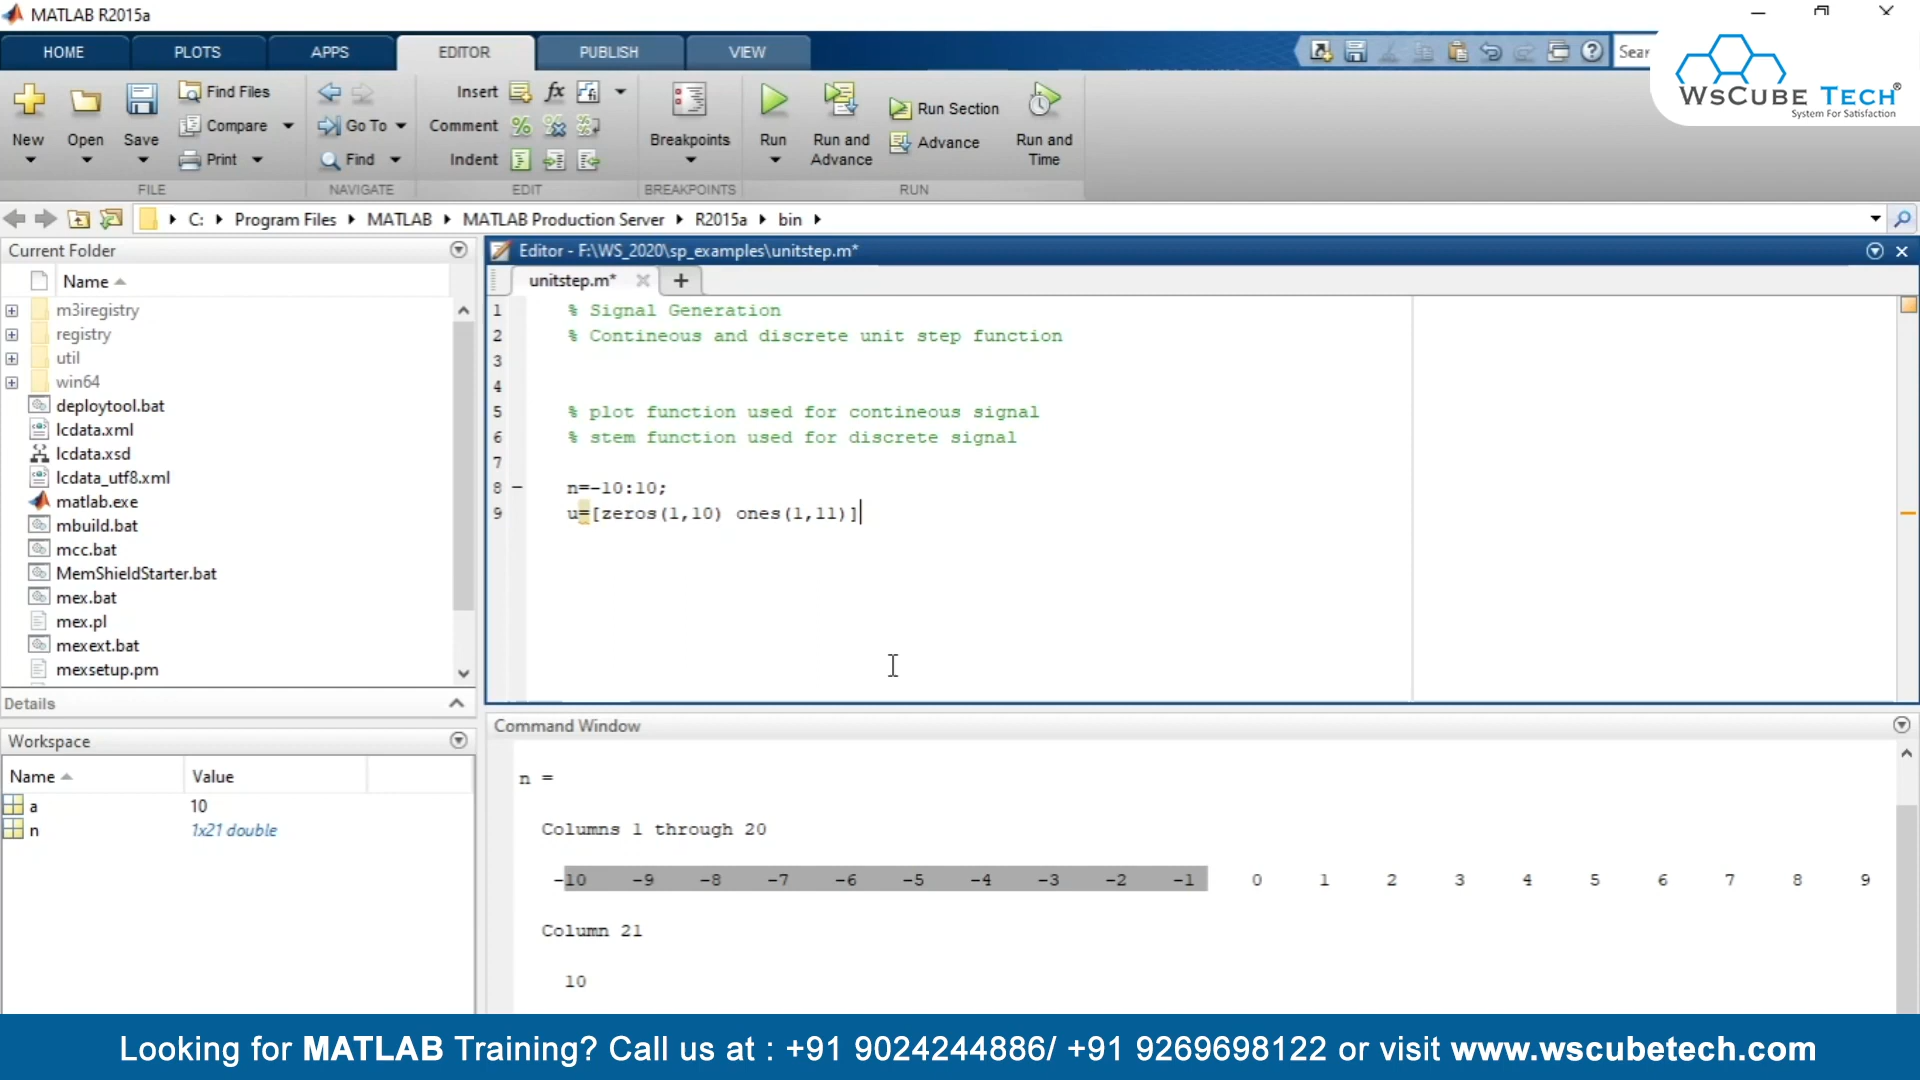 MATLAB R2015a
HOME PLOTS APPS EDITOR PUBLISH VIEW
Sear
WsCube Tech®
System For Satisfaction
New Open Save Find Files Compare Print
Go To Find
Insert Comment Indent
Breakpoints
Run Run and Advance Run Section Advance Run and Time
FILE NAVIGATE EDIT BREAKPOINTS RUN
C: Program Files MATLAB MATLAB Production Server R2015a bin
Current Folder
Name
m3iregistry
registry
util
win64
deploytool.bat
lcdata.xml
lcdata.xsd
lcdata_utf8.xml
matlab.exe
mbuild.bat
mcc.bat
MemShieldStarter.bat
mex.bat
mex.pl
mexext.bat
mexsetup.pm
Details
Workspace
Name Value
a 10
n 1x21 double
Editor - F:\WS_2020\sp_examples\unitstep.m*
unitstep.m*
1 % Signal Generation
2 % Contineous and discrete unit step function
3
4
5 % plot function used for contineous signal
6 % stem function used for discrete signal
7
8 n=-10:10;
9 u=[zeros(1,10) ones(1,11)]
Command Window
n =
Columns 1 through 20
-10 -9 -8 -7 -6 -5 -4 -3 -2 -1 0 1 2 3 4 5 6 7 8 9
Column 21
10
Looking for MATLAB Training? Call us at : +91 9024244886/ +91 9269698122 or visit www.wscubetech.com